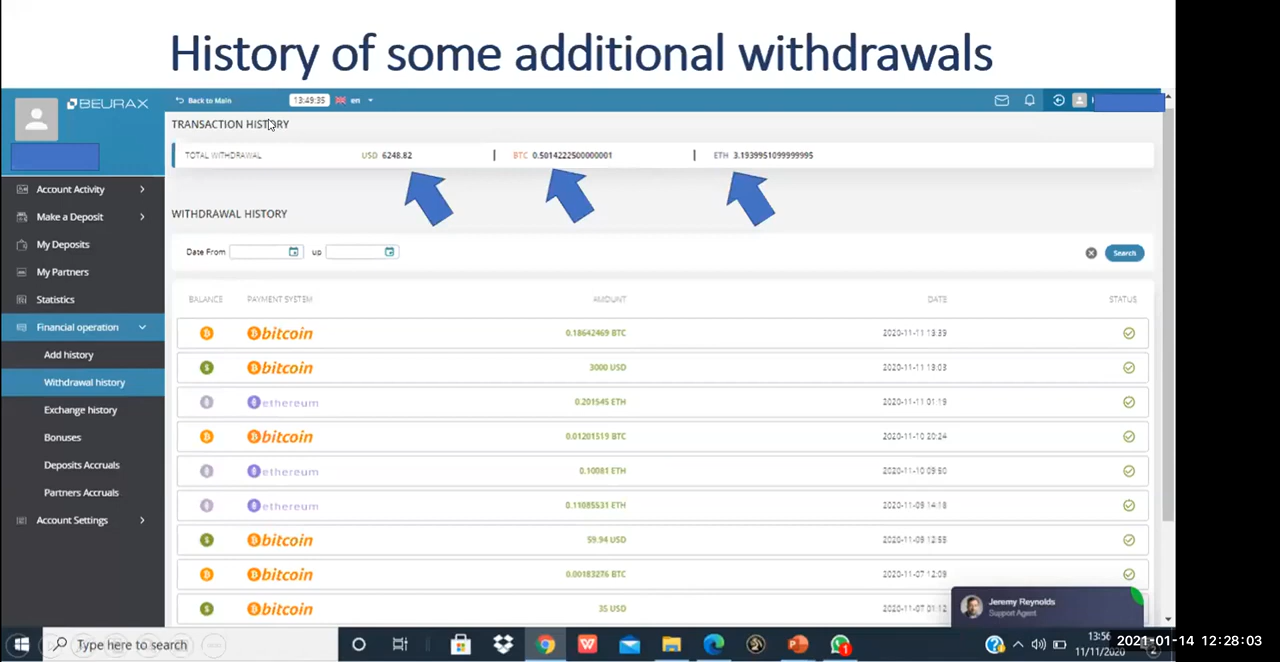 History of some additional withdrawals
BEURAX
Back to Main
13:49:35
en
TRANSACTION HISTORY
TOTAL WITHDRAWAL USD 6248.82 | BTC 0.5014222500000001 | ETH 3.1939951099999995
Account Activity
Make a Deposit
My Deposits
My Partners
Statistics
Financial operation
Add history
Withdrawal history
Exchange history
Bonuses
Deposits Accruals
Partners Accruals
Account Settings
WITHDRAWAL HISTORY
Date From up Search
BALANCE PAYMENT SYSTEM AMOUNT DATE STATUS
bitcoin 0.18642469 BTC 2020-11-11 13:39
bitcoin 3000 USD 2020-11-11 13:03
ethereum 0.201545 ETH 2020-11-11 01:19
bitcoin 0.01201519 BTC 2020-11-10 20:24
ethereum 0.10081 ETH 2020-11-10 09:50
ethereum 0.11085531 ETH 2020-11-09 14:18
bitcoin 59.94 USD 2020-11-09 12:55
bitcoin 0.00183276 BTC 2020-11-07 12:09
bitcoin 35 USD 2020-11-07 01:12
Jeremy Reynolds
Support Agent
Type here to search
13:56
11/11/2020
2021-01-14 12:28:03